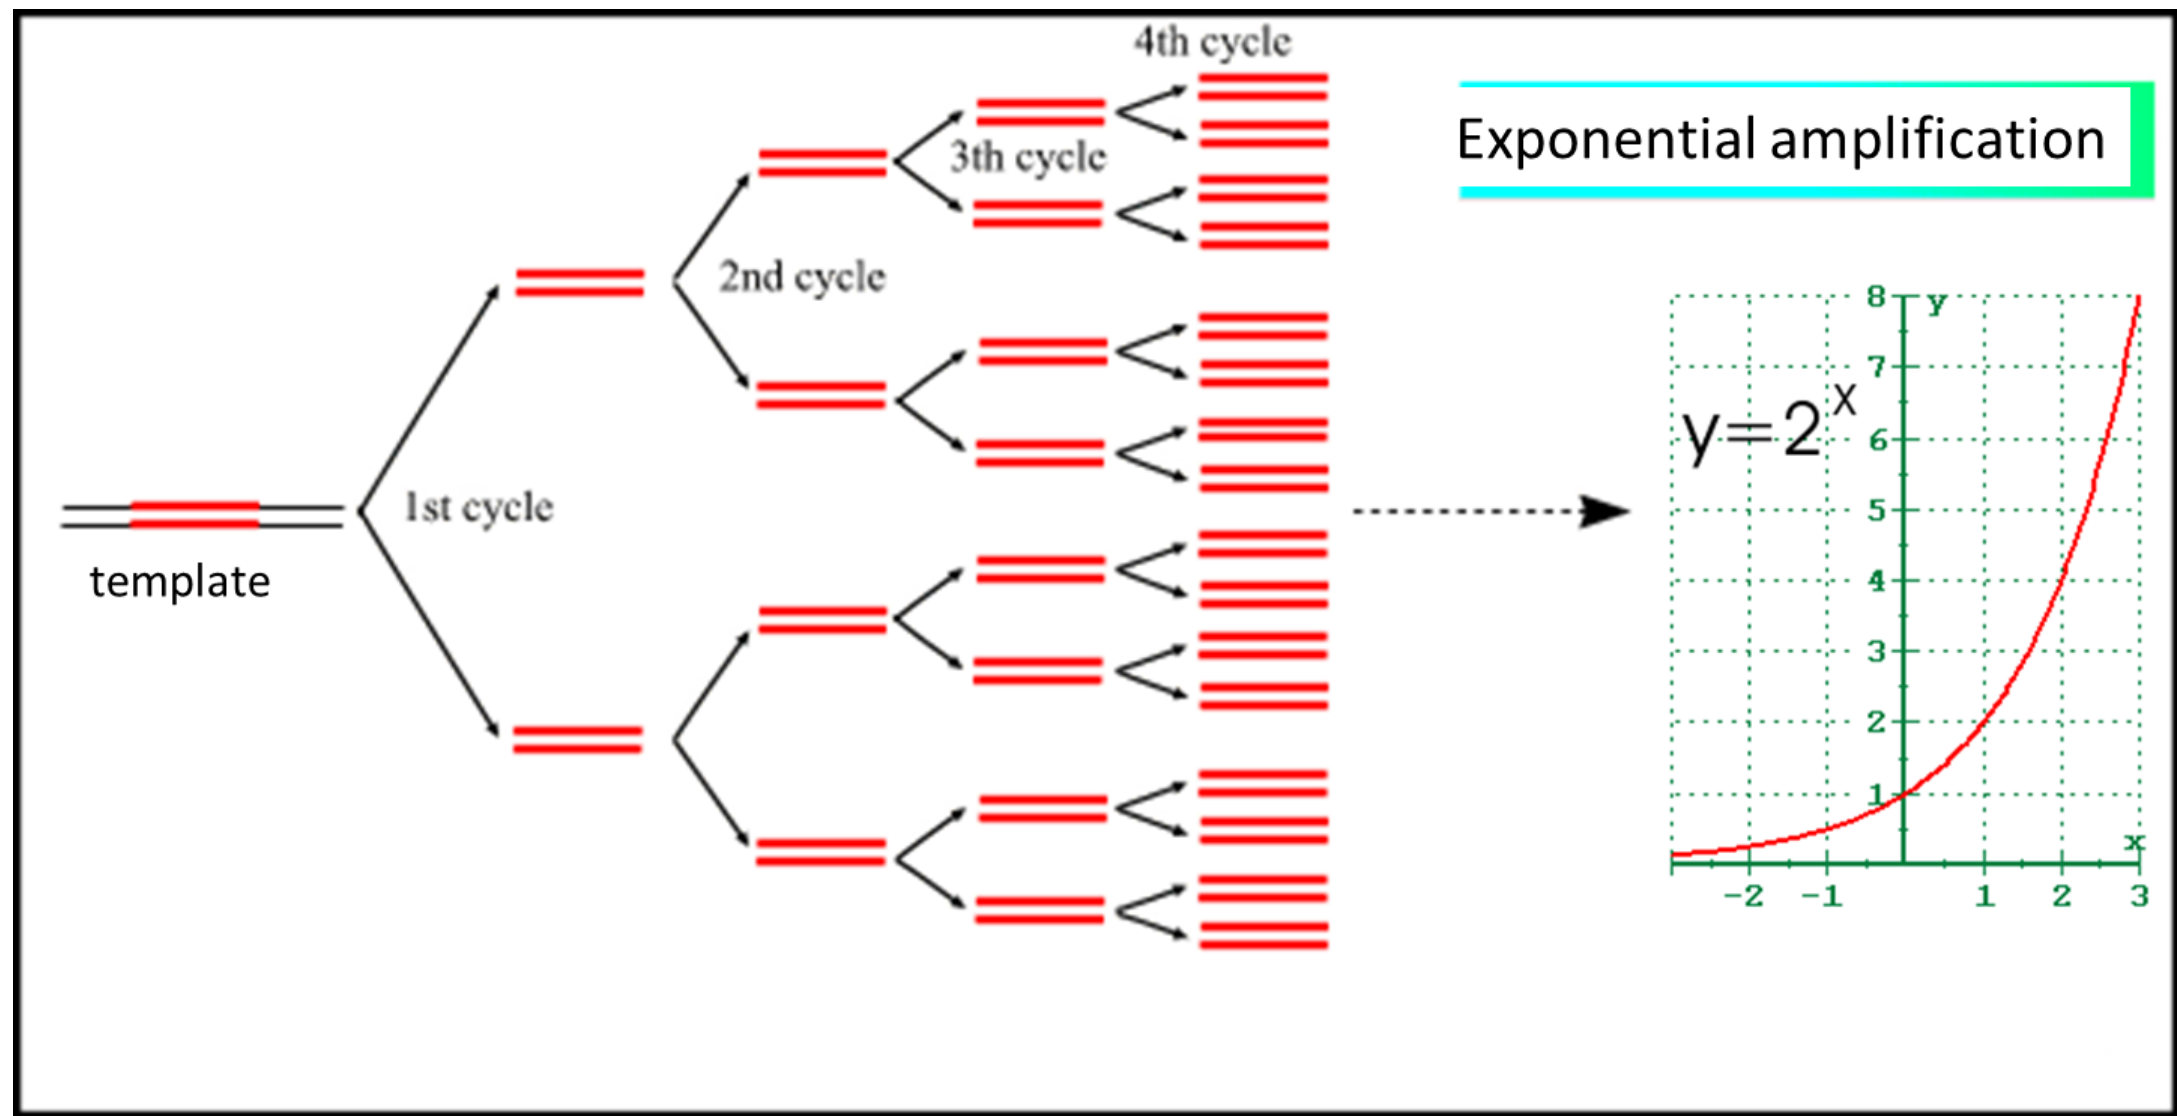 4th cycle
Exponential amplification
3th cycle
2nd cycle
1st cycle
template
y=2^x
8
y
7
6
5
4
3
2
1
x
-2
-1
1
2
3